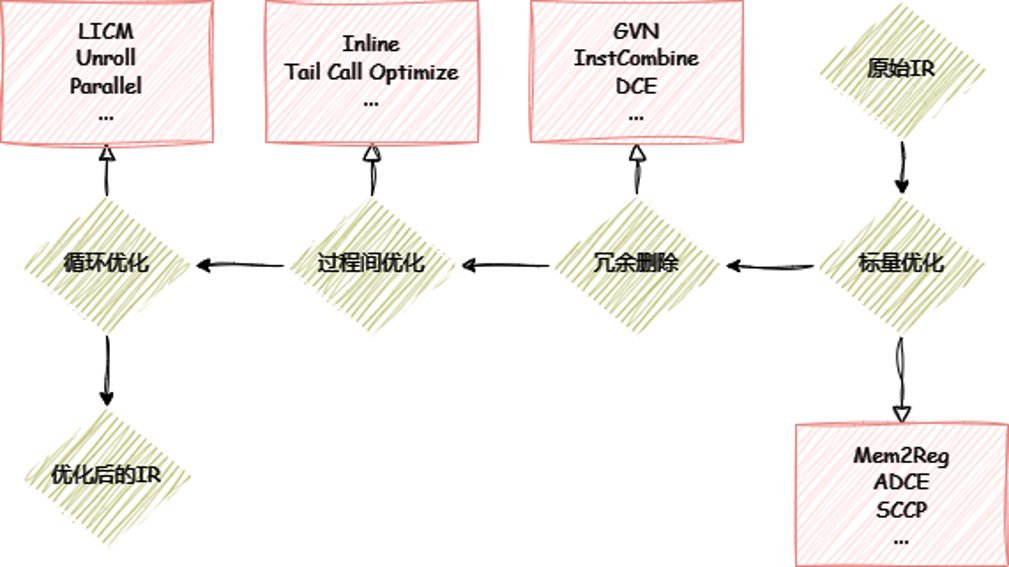 LICM
Unroll
Parallel
...
Inline
Tail Call Optimize
...
GVN
InstCombine
DCE
...
原始IR
循环优化
过程间优化
冗余删除
标量优化
优化后的IR
Mem2Reg
ADCE
SCCP
...